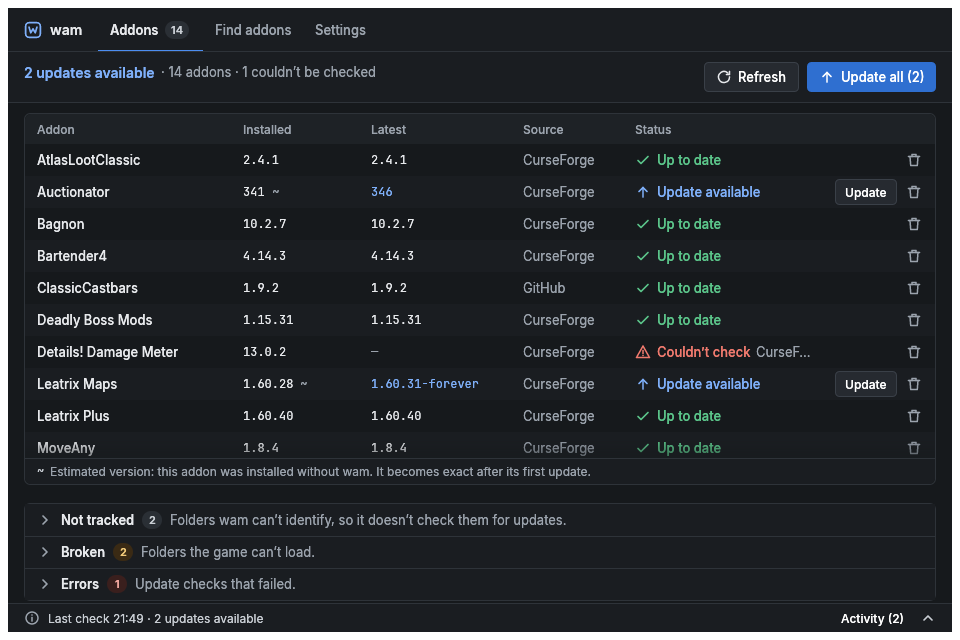 wam Addons 14 Find addons Settings
2 updates available · 14 addons · 1 couldn't be checked Refresh Update all (2)
Addon Installed Latest Source Status
AtlasLootClassic 2.4.1 2.4.1 CurseForge Up to date
Auctionator 341 ~ 346 CurseForge Update available Update
Bagnon 10.2.7 10.2.7 CurseForge Up to date
Bartender4 4.14.3 4.14.3 CurseForge Up to date
ClassicCastbars 1.9.2 1.9.2 GitHub Up to date
Deadly Boss Mods 1.15.31 1.15.31 CurseForge Up to date
Details! Damage Meter 13.0.2 – CurseForge Couldn't check CurseF...
Leatrix Maps 1.60.28 ~ 1.60.31-forever CurseForge Update available Update
Leatrix Plus 1.60.40 1.60.40 CurseForge Up to date
MoveAny 1.8.4 1.8.4 CurseForge Up to date
~ Estimated version: this addon was installed without wam. It becomes exact after its first update.
Not tracked 2 Folders wam can't identify, so it doesn't check them for updates.
Broken 2 Folders the game can't load.
Errors 1 Update checks that failed.
Last check 21:49 · 2 updates available Activity (2)